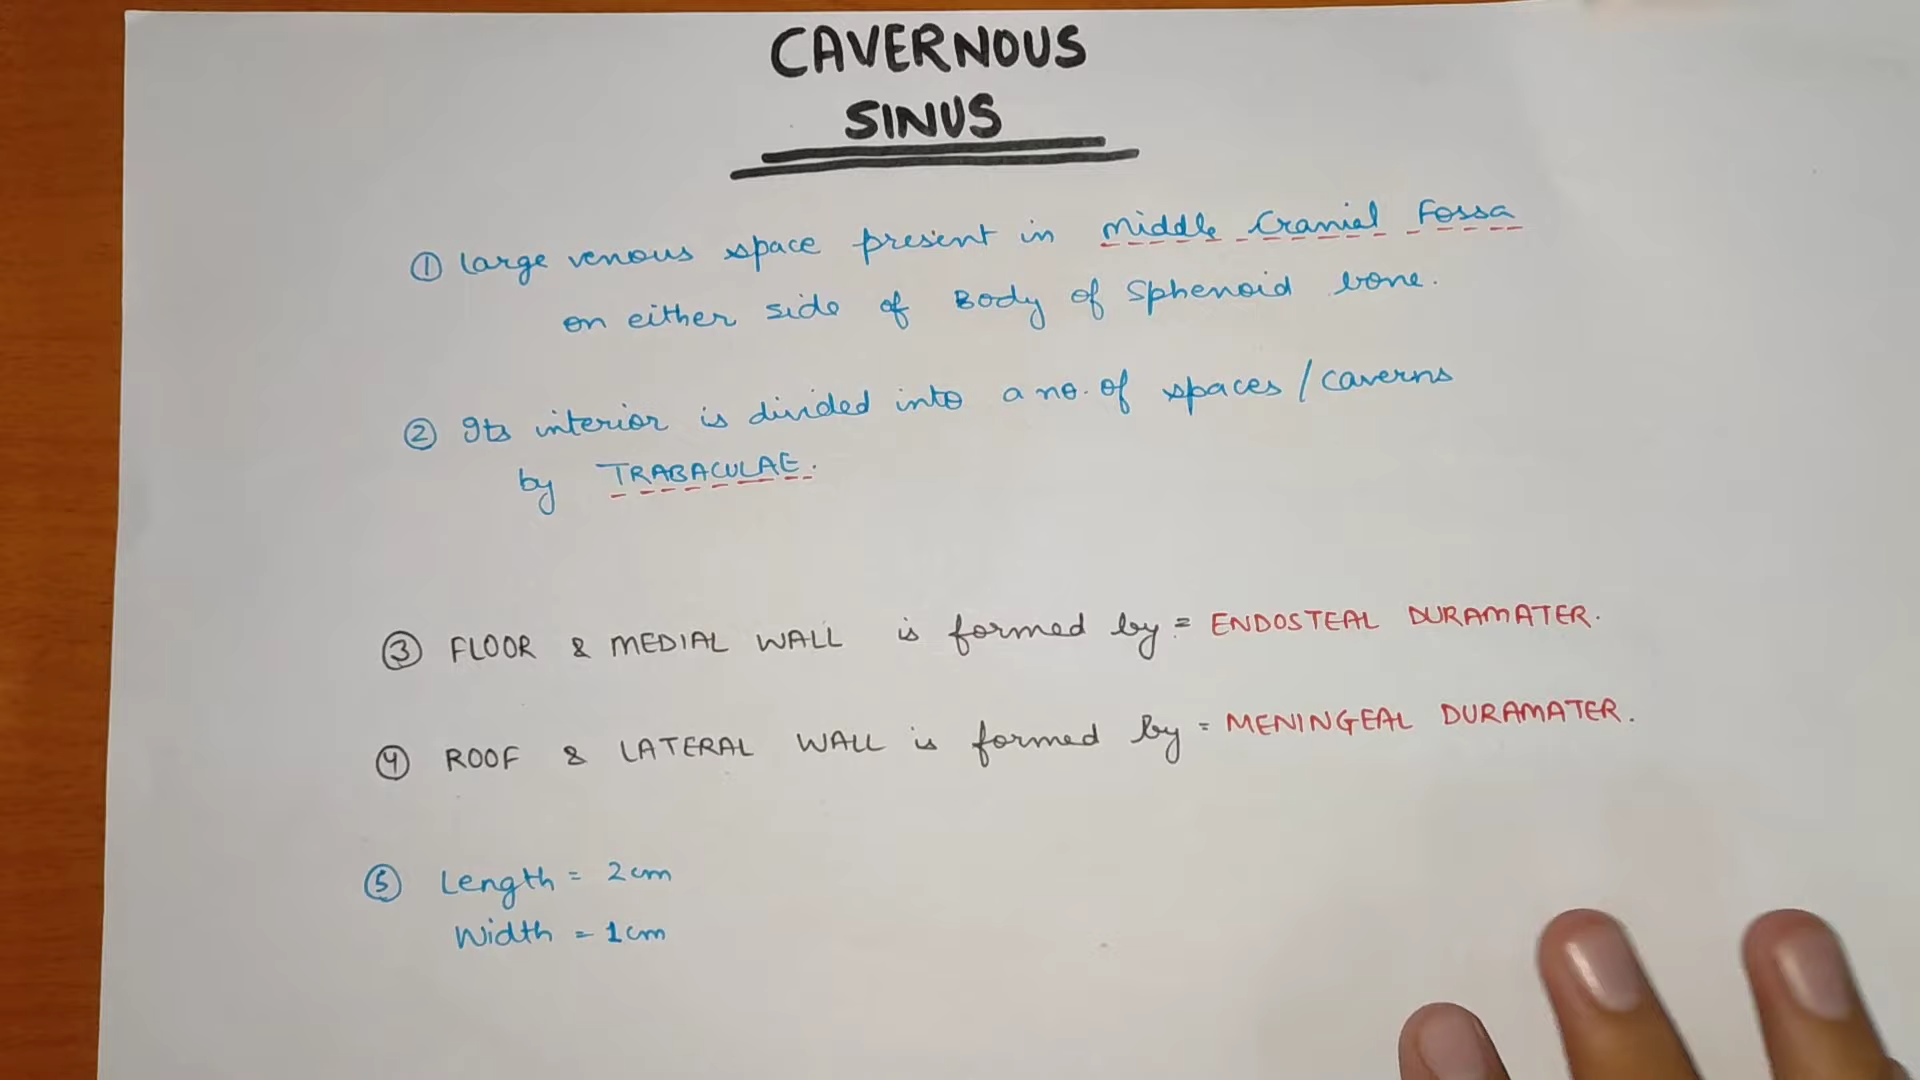 CAVERNOUS
SINUS
① Large venous space present in Middle Cranial Fossa
on either side of Body of Sphenoid bone.
② Its interior is divided into a no. of spaces / caverns
by TRABACULAE.
③ FLOOR & MEDIAL WALL is formed by = ENDOSTEAL DURAMATER.
④ ROOF & LATERAL WALL is formed by = MENINGEAL DURAMATER.
⑤ Length = 2cm
Width = 1cm